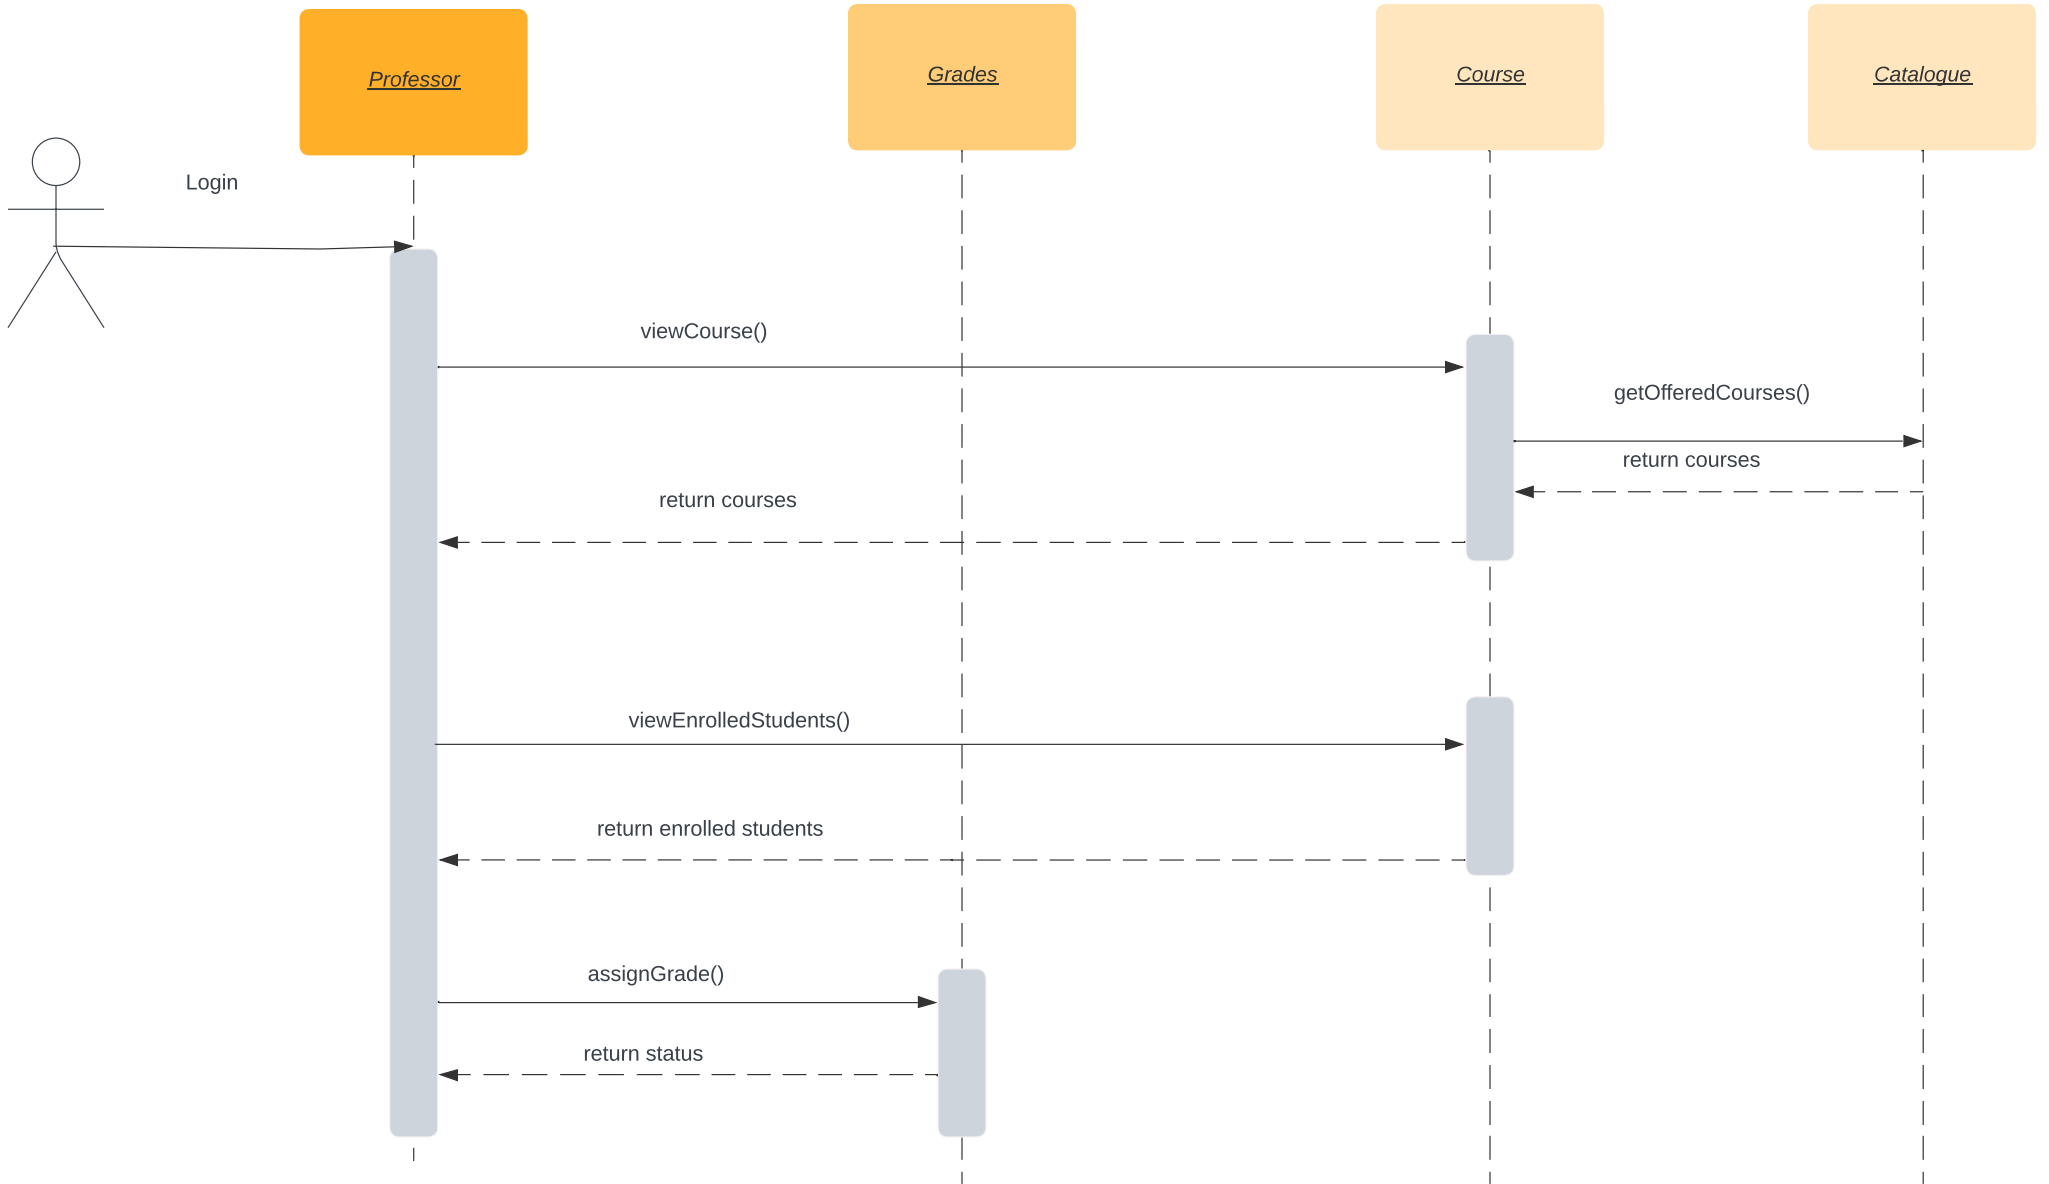 Professor
Grades
Course
Catalogue
Login
viewCourse()
getOfferedCourses()
return courses
return courses
viewEnrolledStudents()
return enrolled students
assignGrade()
return status